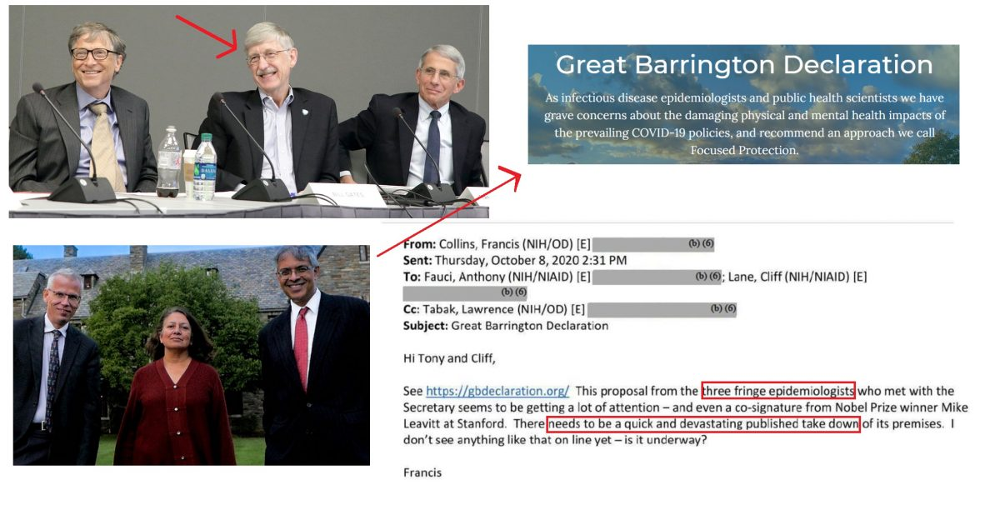 BILL GATES
DASANI
Great Barrington Declaration
As infectious disease epidemiologists and public health scientists we have
grave concerns about the damaging physical and mental health impacts of
the prevailing COVID-19 policies, and recommend an approach we call
Focused Protection.
From: Collins, Francis (NIH/OD) [E] (b) (6)
Sent: Thursday, October 8, 2020 2:31 PM
To: Fauci, Anthony (NIH/NIAID) [E] (b) (6); Lane, Cliff (NIH/NIAID) [E]
(b) (6)
Cc: Tabak, Lawrence (NIH/OD) [E] (b) (6)
Subject: Great Barrington Declaration
Hi Tony and Cliff,
See https://gbdeclaration.org/ This proposal from the three fringe epidemiologists who met with the
Secretary seems to be getting a lot of attention – and even a co-signature from Nobel Prize winner Mike
Leavitt at Stanford. There needs to be a quick and devastating published take down of its premises. I
don't see anything like that on line yet – is it underway?
Francis